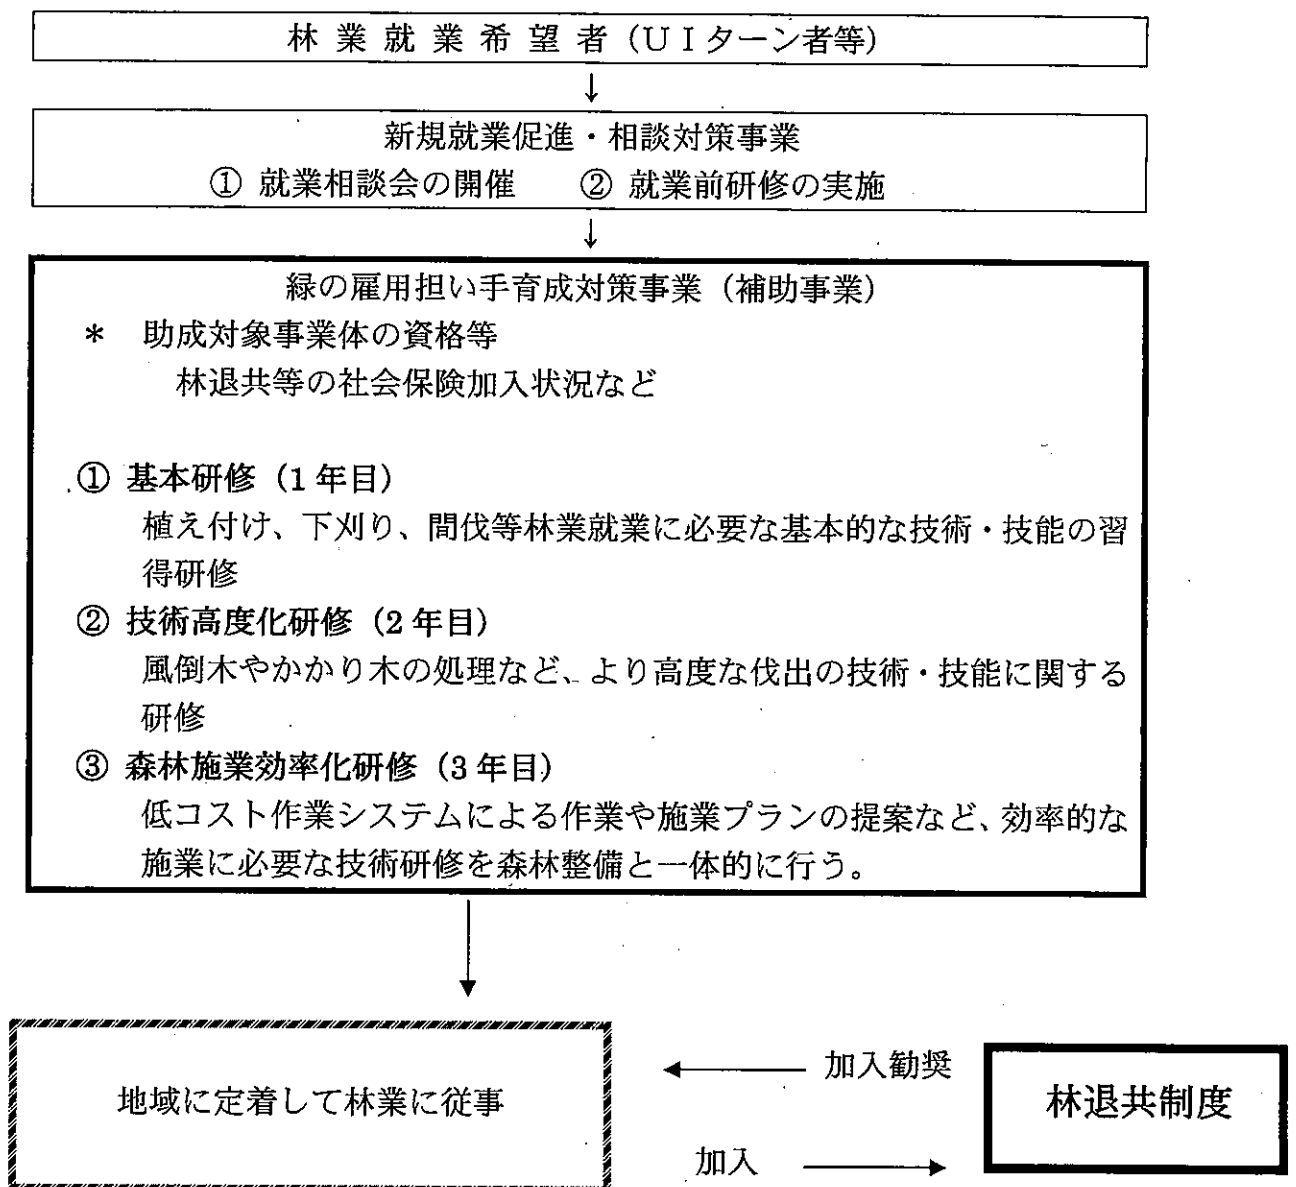 林業就業希望者（ＵＩターン者等）
新規就業促進・相談対策事業
① 就業相談会の開催　② 就業前研修の実施
緑の雇用担い手育成対策事業（補助事業）
＊　助成対象事業体の資格等
林退共等の社会保険加入状況など
① 基本研修（1年目）
植え付け、下刈り、間伐等林業就業に必要な基本的な技術・技能の習
得研修
② 技術高度化研修（2年目）
風倒木やかかり木の処理など、より高度な伐出の技術・技能に関する
研修
③ 森林施業効率化研修（3年目）
低コスト作業システムによる作業や施業プランの提案など、効率的な
施業に必要な技術研修を森林整備と一体的に行う。
地域に定着して林業に従事
加入勧奨
林退共制度
加入